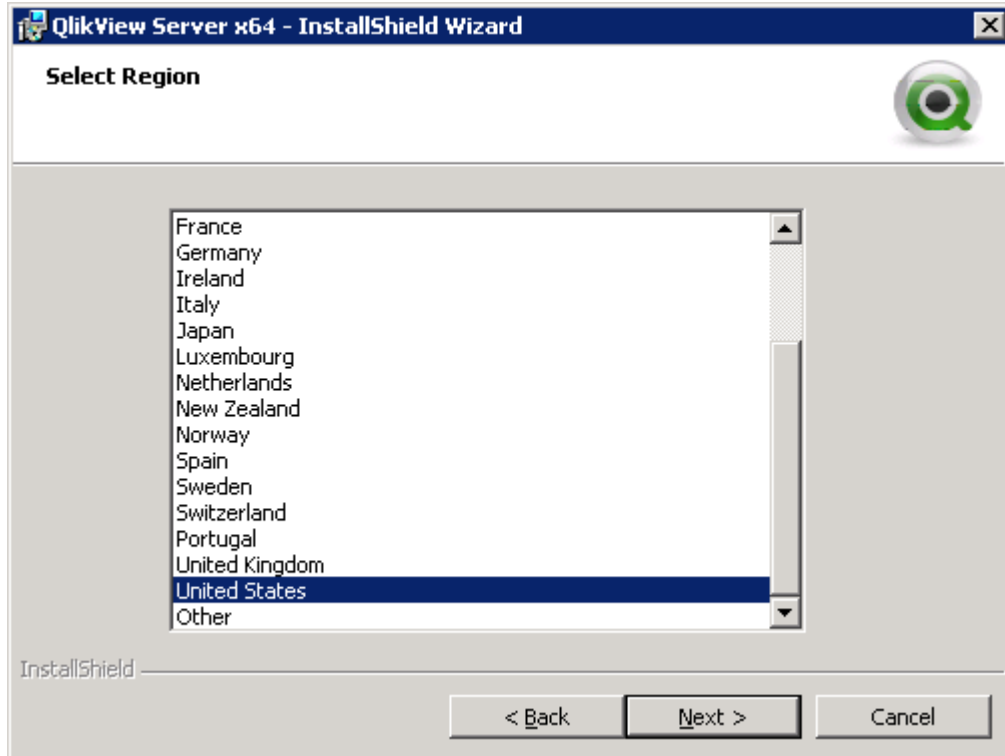 QlikView Server x64 - InstallShield Wizard
Select Region
France
Germany
Ireland
Italy
Japan
Luxembourg
Netherlands
New Zealand
Norway
Spain
Sweden
Switzerland
Portugal
United Kingdom
United States
Other
InstallShield
< Back
Next >
Cancel